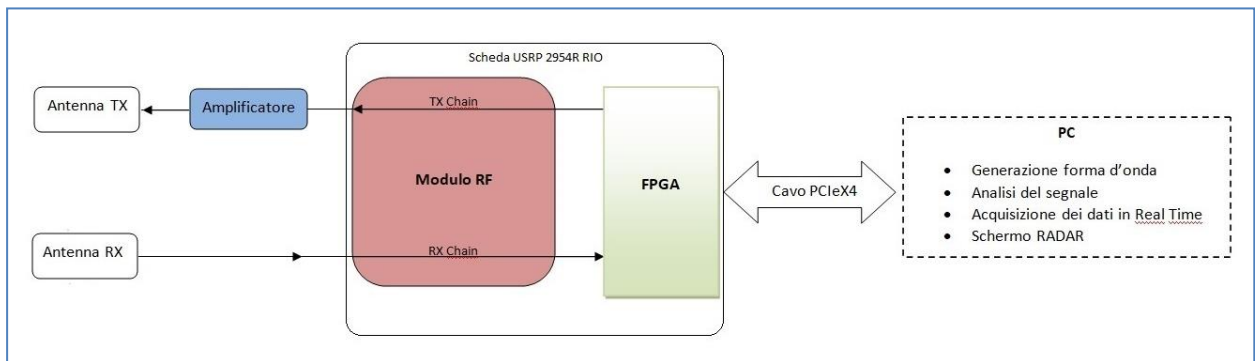 Scheda USRP 2954R RIO
Antenna TX
Amplificatore
TX Chain
Modulo RF
FPGA
Cavo PCIeX4
PC
• Generazione forma d'onda
• Analisi del segnale
• Acquisizione dei dati in Real Time
• Schermo RADAR
Antenna RX
RX Chain